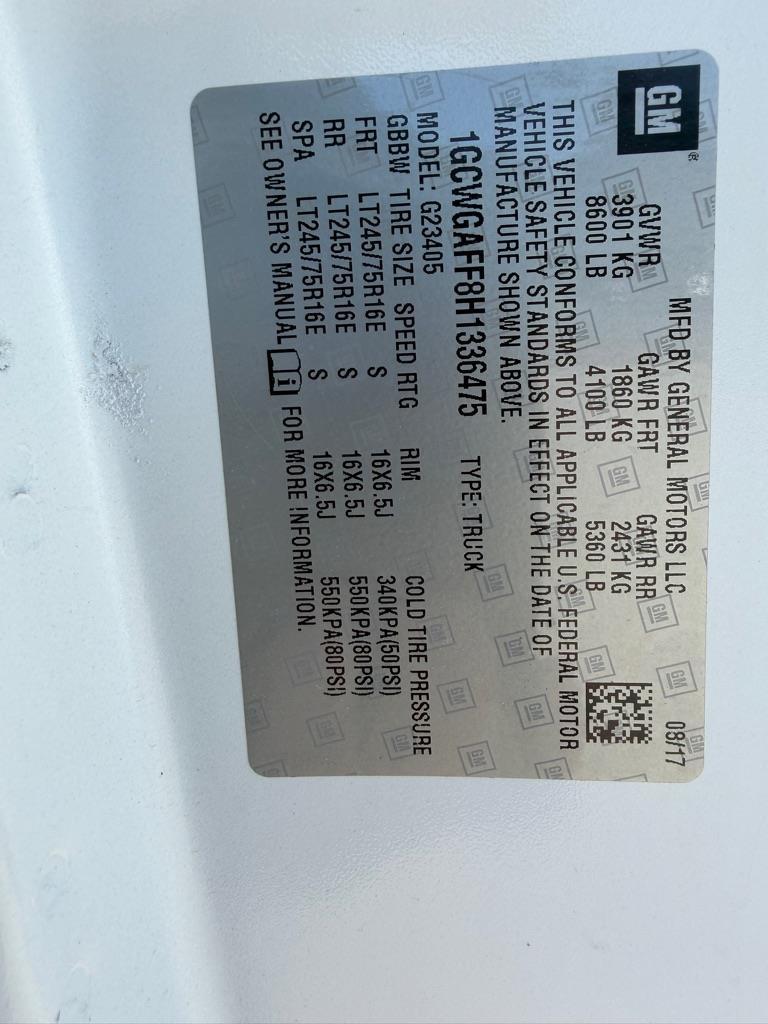 GM®
MFD BY GENERAL MOTORS LLC 08/17
GVWR GAWR FRT GAWR RR
3901 KG 1860 KG 2431 KG
8600 LB 4100 LB 5360 LB
THIS VEHICLE CONFORMS TO ALL APPLICABLE U.S. FEDERAL MOTOR
VEHICLE SAFETY STANDARDS IN EFFECT ON THE DATE OF
MANUFACTURE SHOWN ABOVE.
1GCWGAFF8H1336475 TYPE: TRUCK
MODEL: G23405
GBBW TIRE SIZE SPEED RTG RIM COLD TIRE PRESSURE
FRT LT245/75R16E S 16X6.5J 340KPA(50PSI)
RR LT245/75R16E S 16X6.5J 550KPA(80PSI)
SPA LT245/75R16E S 16X6.5J 550KPA(80PSI)
SEE OWNER'S MANUAL FOR MORE INFORMATION.